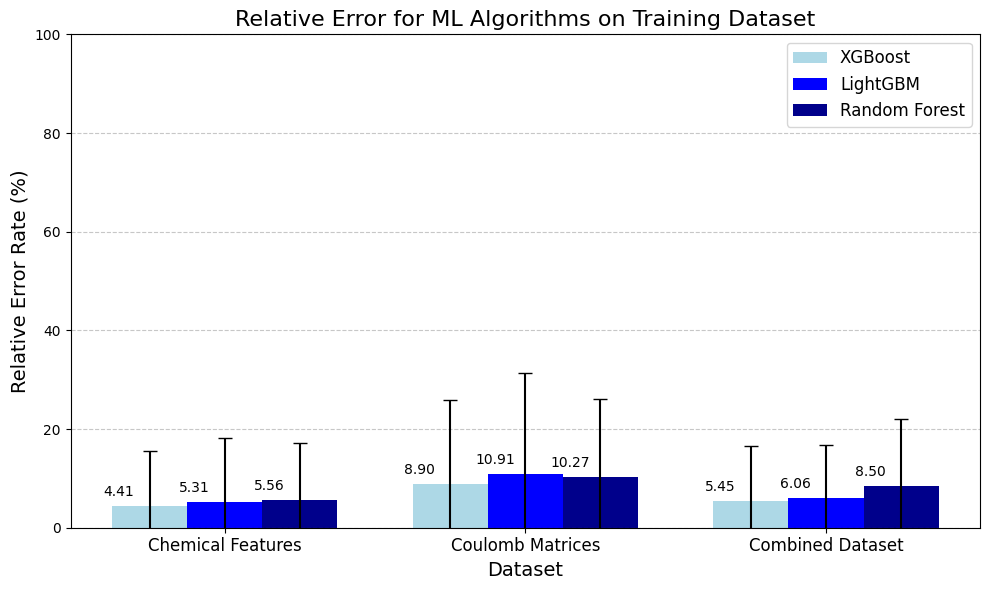 Relative Error for ML Algorithms on Training Dataset
100
80
60
40
20
0
Relative Error Rate (%)
XGBoost
LightGBM
Random Forest
4.41
5.31
5.56
8.90
10.91
10.27
5.45
6.06
8.50
Chemical Features
Coulomb Matrices
Combined Dataset
Dataset